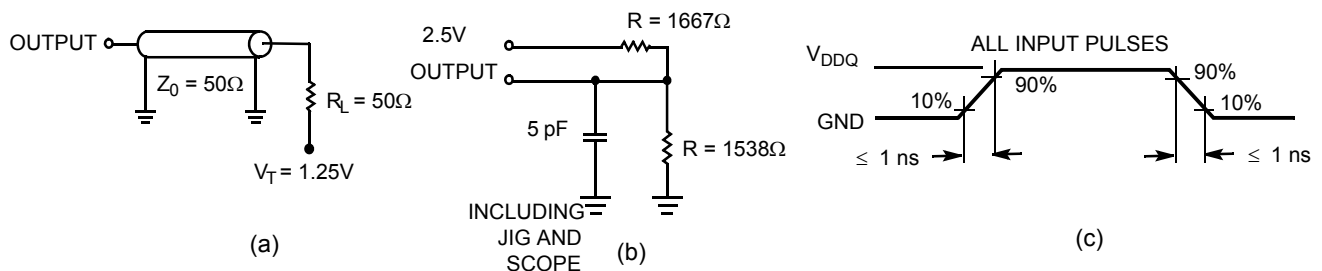 OUTPUT
Z0 = 50Ω
RL = 50Ω
VT = 1.25V
(a)
R = 1667Ω
2.5V
OUTPUT
5 pF
R = 1538Ω
INCLUDING
JIG AND
SCOPE
(b)
ALL INPUT PULSES
VDDQ
90%
90%
10%
10%
GND
≤ 1 ns
≤ 1 ns
(c)